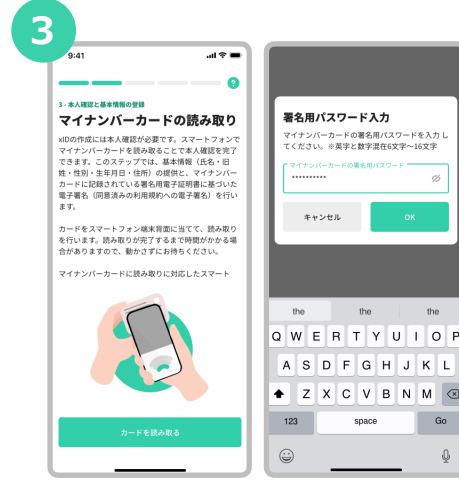 3
9:41
?
3 - 本人確認と基本情報の登録
マイナンバーカードの読み取り
xIDの作成には本人確認が必要です。スマートフォンで
マイナンバーカードを読み取ることで本人確認を完了
できます。このステップでは、基本情報（氏名・旧
姓・性別・生年月日・住所）の提供と、マイナンバー
カードに記録されている署名用電子証明書に基づいた
電子署名（同意済みの利用規約への電子署名）を行い
ます。
カードをスマートフォン端末背面に当てて、読み取り
を行います。読み取りが完了するまで時間がかかる場
合がありますので、動かさずにお待ちください。
マイナンバーカードに読み取りに対応したスマート
カードを読み取る
署名用パスワード入力
マイナンバーカードの署名用パスワードを入力し
てください。※英字と数字混在6文字〜16文字
マイナンバーカードの署名用パスワード
••••••••••
キャンセル OK
the the the
Q W E R T Y U I O P
A S D F G H J K L
Z X C V B N M
123 space Go